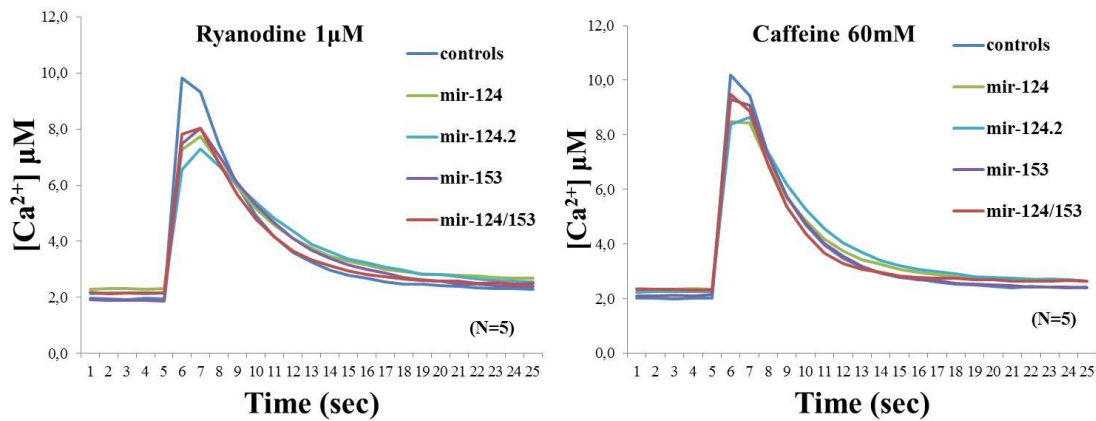 Ryanodine 1µM
[Ca2+] µM
12,0
10,0
8,0
6,0
4,0
2,0
0,0
controls
mir-124
mir-124.2
mir-153
mir-124/153
(N=5)
1 2 3 4 5 6 7 8 9 10 11 12 13 14 15 16 17 18 19 20 21 22 23 24 25
Time (sec)
Caffeine 60mM
[Ca2+] µM
12,0
10,0
8,0
6,0
4,0
2,0
0,0
controls
mir-124
mir-124.2
mir-153
mir-124/153
(N=5)
1 2 3 4 5 6 7 8 9 10 11 12 13 14 15 16 17 18 19 20 21 22 23 24 25
Time (sec)